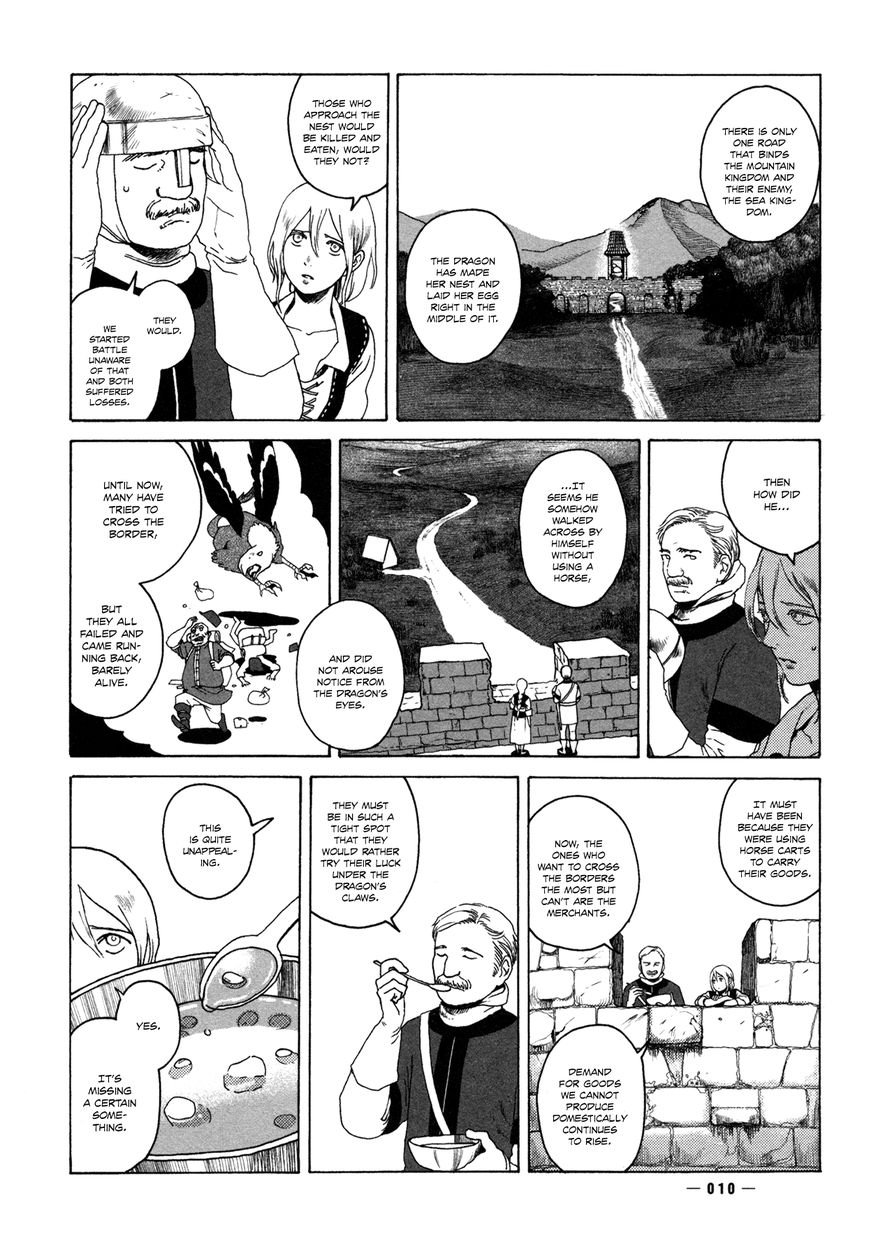 THERE IS ONLY
ONE ROAD
THAT BINDS
THE MOUNTAIN
KINGDOM AND
THEIR ENEMY,
THE SEA KING-
DOM.
THE DRAGON
HAS MADE
HER NEST AND
LAID HER EGG
RIGHT IN THE
MIDDLE OF IT.
THOSE WHO
APPROACH THE
NEST WOULD
BE KILLED AND
EATEN, WOULD
THEY NOT?
THEY
WOULD.
WE
STARTED
BATTLE
UNAWARE
OF THAT
AND BOTH
SUFFERED
LOSSES.
THEN
HOW DID
HE...
...IT
SEEMS HE
SOMEHOW
WALKED
ACROSS BY
HIMSELF
WITHOUT
USING A
HORSE,
AND DID
NOT AROUSE
NOTICE FROM
THE DRAGON'S
EYES.
UNTIL NOW,
MANY HAVE
TRIED TO
CROSS THE
BORDER,
BUT
THEY ALL
FAILED AND
CAME RUN-
NING BACK,
BARELY
ALIVE.
IT MUST
HAVE BEEN
BECAUSE THEY
WERE USING
HORSE CARTS
TO CARRY
THEIR GOODS.
NOW, THE
ONES WHO
WANT TO CROSS
THE BORDERS
THE MOST BUT
CAN'T ARE THE
MERCHANTS.
DEMAND
FOR GOODS
WE CANNOT
PRODUCE
DOMESTICALLY
CONTINUES
TO RISE.
THEY MUST
BE IN SUCH A
TIGHT SPOT
THAT THEY
WOULD RATHER
TRY THEIR LUCK
UNDER THE
DRAGON'S
CLAWS.
THIS
IS QUITE
UNAPPEAL-
ING.
YES.
IT'S
MISSING
A CERTAIN
SOME-
THING.
— 010 —